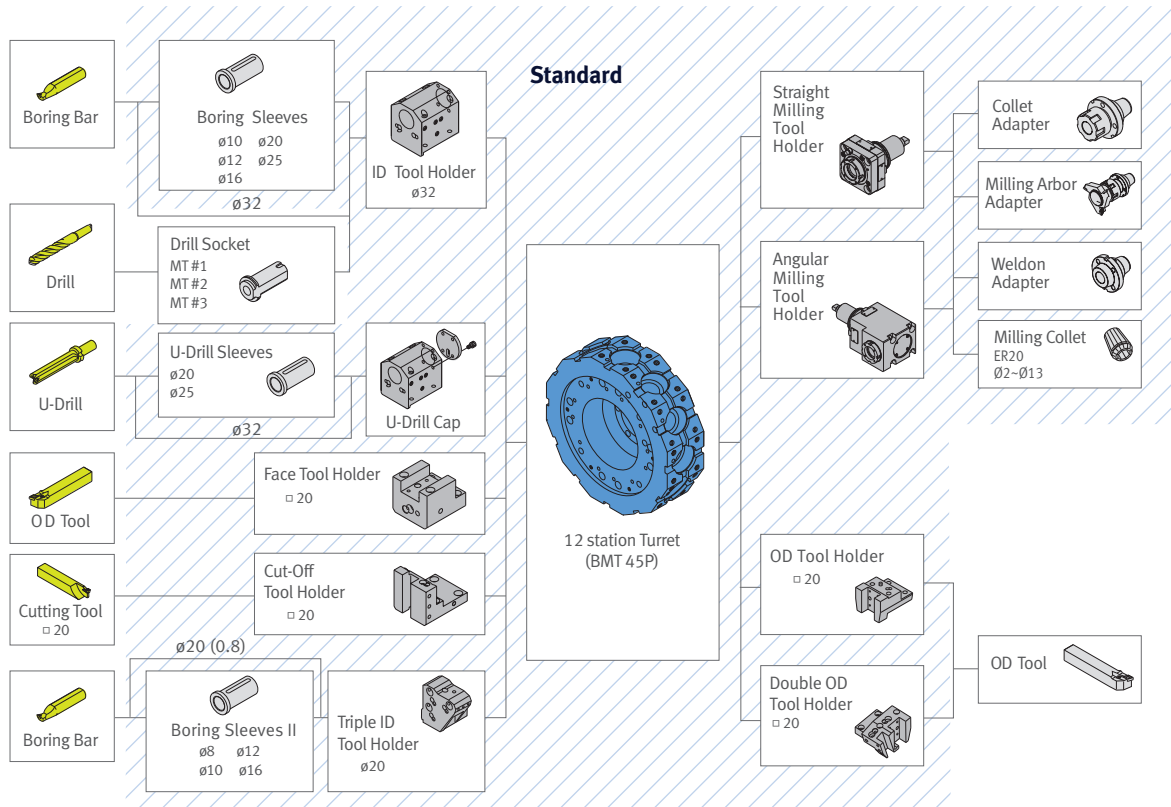 Standard
Boring Bar
Boring Sleeves
ø10 ø20
ø12 ø25
ø16
ø32
ID Tool Holder
ø32
Drill
Drill Socket
MT #1
MT #2
MT #3
U-Drill
U-Drill Sleeves
ø20
ø25
ø32
U-Drill Cap
OD Tool
Face Tool Holder
□ 20
Cutting Tool
□ 20
Cut-Off
Tool Holder
□ 20
ø20 (0.8)
Boring Bar
Boring Sleeves II
ø8 ø12
ø10 ø16
Triple ID
Tool Holder
ø20
12 station Turret
(BMT 45P)
Straight
Milling
Tool
Holder
Angular
Milling
Tool
Holder
Collet
Adapter
Milling Arbor
Adapter
Weldon
Adapter
Milling Collet
ER20
Ø2~Ø13
OD Tool Holder
□ 20
Double OD
Tool Holder
□ 20
OD Tool